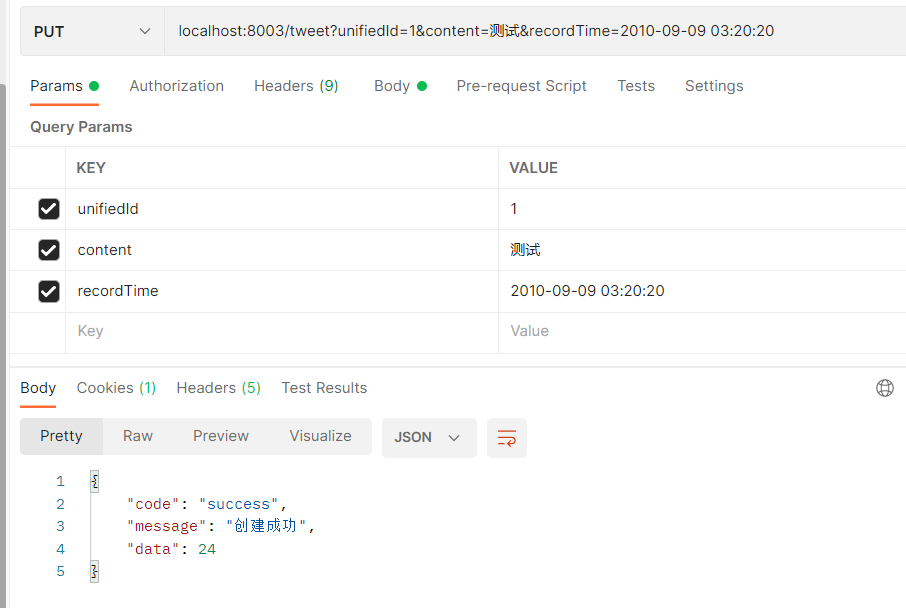 PUT localhost:8003/tweet?unifiedId=1&content=测试&recordTime=2010-09-09 03:20:20
Params Authorization Headers (9) Body Pre-request Script Tests Settings
Query Params
KEY VALUE
unifiedId 1
content 测试
recordTime 2010-09-09 03:20:20
Key Value
Body Cookies (1) Headers (5) Test Results
Pretty Raw Preview Visualize JSON
1 {
2 "code": "success",
3 "message": "创建成功",
4 "data": 24
5 }